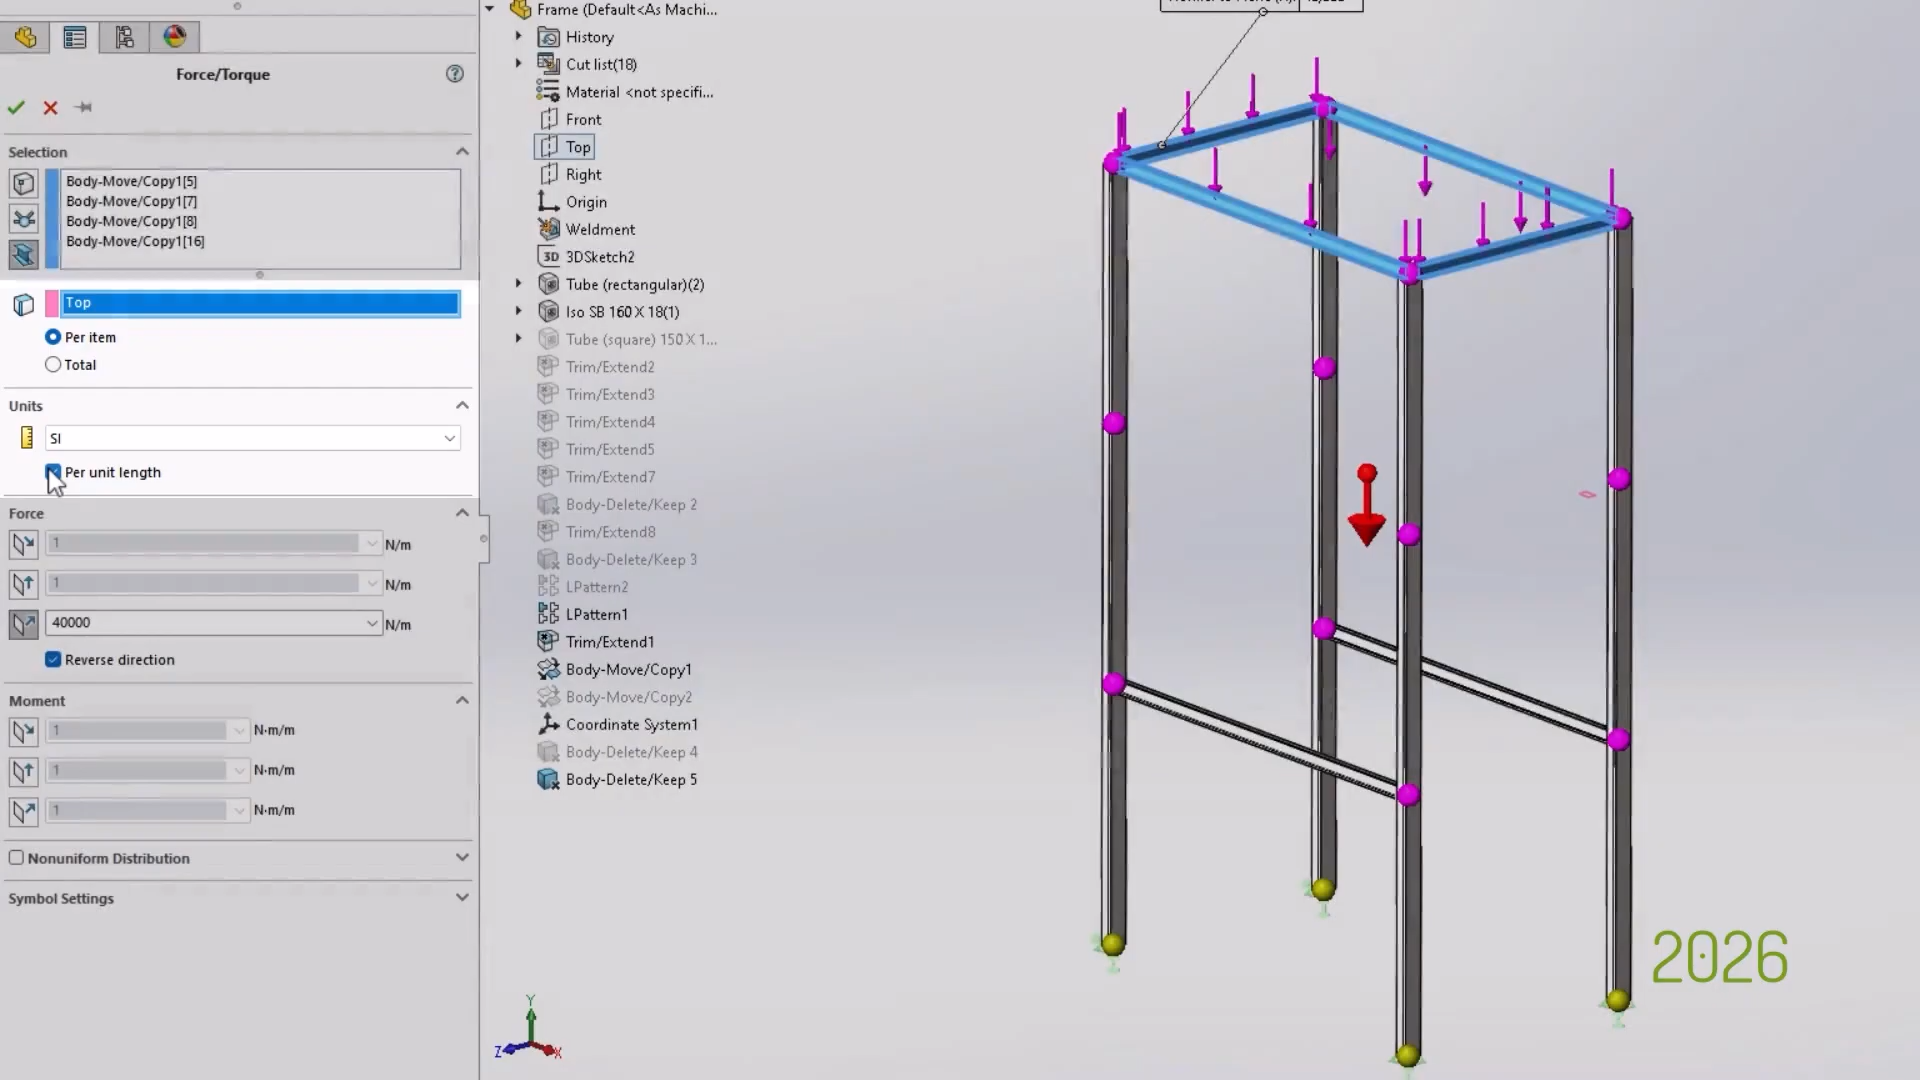 Force/Torque
Selection
Body-Move/Copy1[5]
Body-Move/Copy1[7]
Body-Move/Copy1[8]
Body-Move/Copy1[16]
Top
Per item
Total
Units
SI
Per unit length
Force
1 N/m
1 N/m
40000 N/m
Reverse direction
Moment
1 N·m/m
1 N·m/m
1 N·m/m
Nonuniform Distribution
Symbol Settings
Frame (Default<As Machi...
History
Cut list(18)
Material <not specifi...
Front
Top
Right
Origin
Weldment
3D 3DSketch2
Tube (rectangular)(2)
Iso SB 160 X 18(1)
Tube (square) 150 X 1...
Trim/Extend2
Trim/Extend3
Trim/Extend4
Trim/Extend5
Trim/Extend7
Body-Delete/Keep 2
Trim/Extend8
Body-Delete/Keep 3
LPattern2
LPattern1
Trim/Extend1
Body-Move/Copy1
Body-Move/Copy2
Coordinate System1
Body-Delete/Keep 4
Body-Delete/Keep 5
Y
Z
X
2026